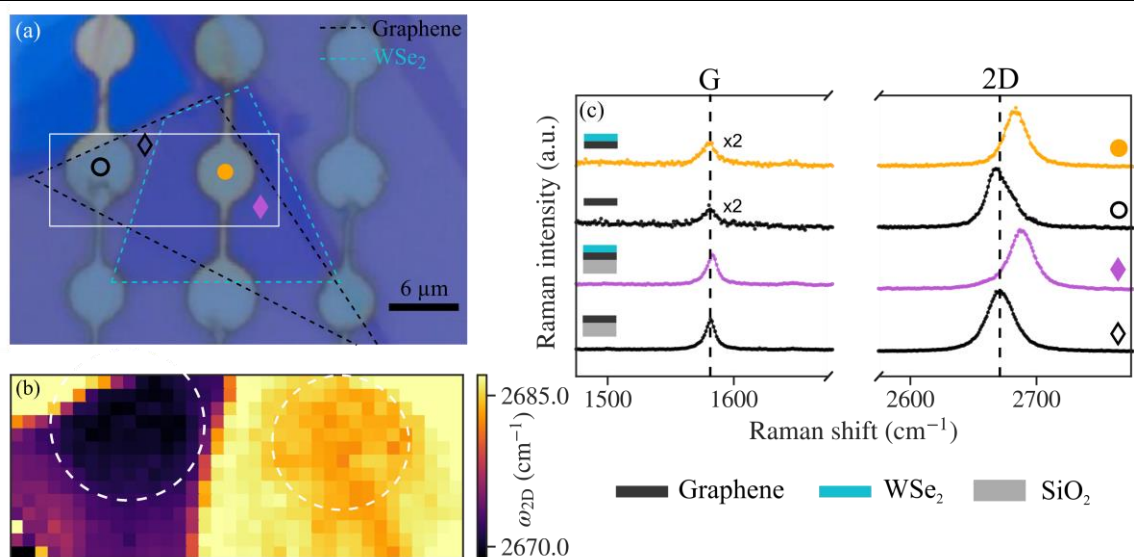 (a)
Graphene
WSe₂
6 μm
(b)
2685.0
ω₂D (cm⁻¹)
2670.0
G
2D
(c)
x2
x2
Raman intensity (a.u.)
1500
1600
2600
2700
Raman shift (cm⁻¹)
Graphene
WSe₂
SiO₂